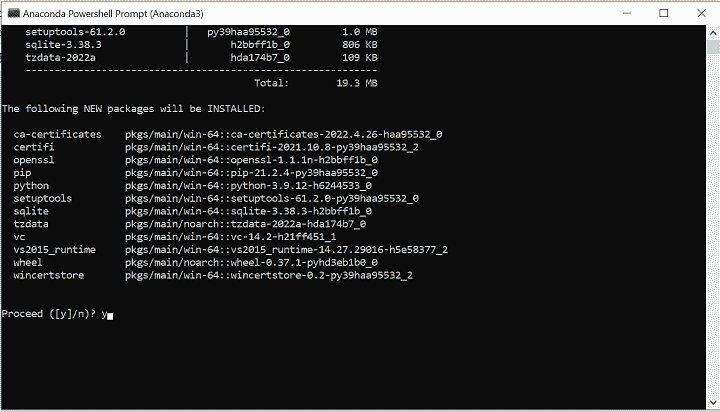 Anaconda Powershell Prompt (Anaconda3)
setuptools-61.2.0 | py39haa95532_0 1.0 MB
sqlite-3.38.3 | h2bbff1b_0 806 KB
tzdata-2022a | hda174b7_0 109 KB
------------------------------------------------------------
Total: 19.3 MB
The following NEW packages will be INSTALLED:
ca-certificates pkgs/main/win-64::ca-certificates-2022.4.26-haa95532_0
certifi pkgs/main/win-64::certifi-2021.10.8-py39haa95532_2
openssl pkgs/main/win-64::openssl-1.1.1n-h2bbff1b_0
pip pkgs/main/win-64::pip-21.2.4-py39haa95532_0
python pkgs/main/win-64::python-3.9.12-h6244533_0
setuptools pkgs/main/win-64::setuptools-61.2.0-py39haa95532_0
sqlite pkgs/main/win-64::sqlite-3.38.3-h2bbff1b_0
tzdata pkgs/main/noarch::tzdata-2022a-hda174b7_0
vc pkgs/main/win-64::vc-14.2-h21ff451_1
vs2015_runtime pkgs/main/win-64::vs2015_runtime-14.27.29016-h5e58377_2
wheel pkgs/main/noarch::wheel-0.37.1-pyhd3eb1b0_0
wincertstore pkgs/main/win-64::wincertstore-0.2-py39haa95532_2
Proceed ([y]/n)? y